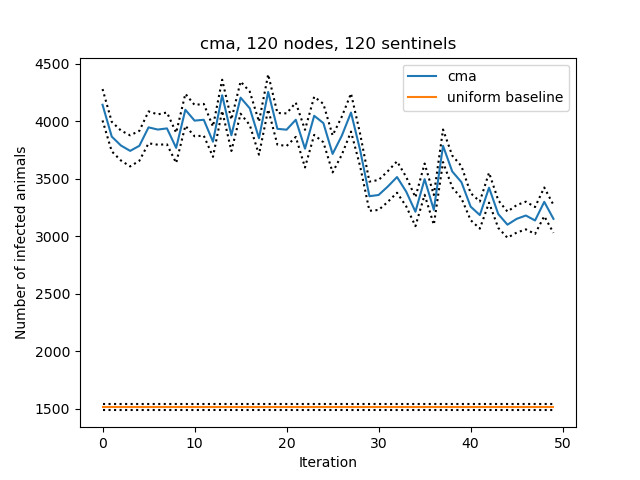 cma, 120 nodes, 120 sentinels
4500
4000
3500
3000
2500
2000
1500
Number of infected animals
cma
uniform baseline
0
10
20
30
40
50
Iteration